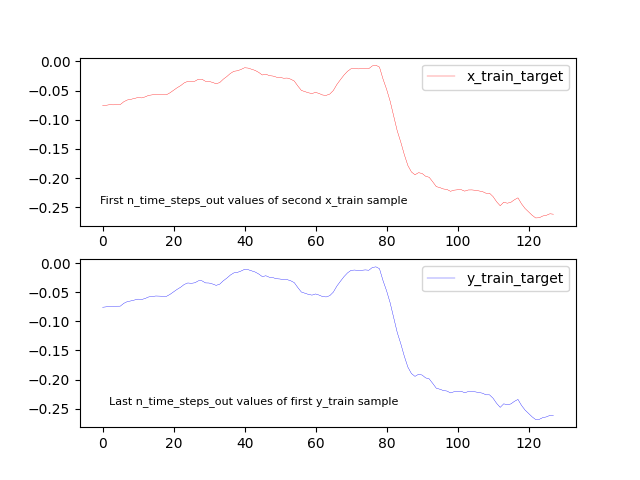 0.00
−0.05
−0.10
−0.15
−0.20
−0.25
x_train_target
First n_time_steps_out values of second x_train sample
0 20 40 60 80 100 120
0.00
−0.05
−0.10
−0.15
−0.20
−0.25
y_train_target
Last n_time_steps_out values of first y_train sample
0 20 40 60 80 100 120